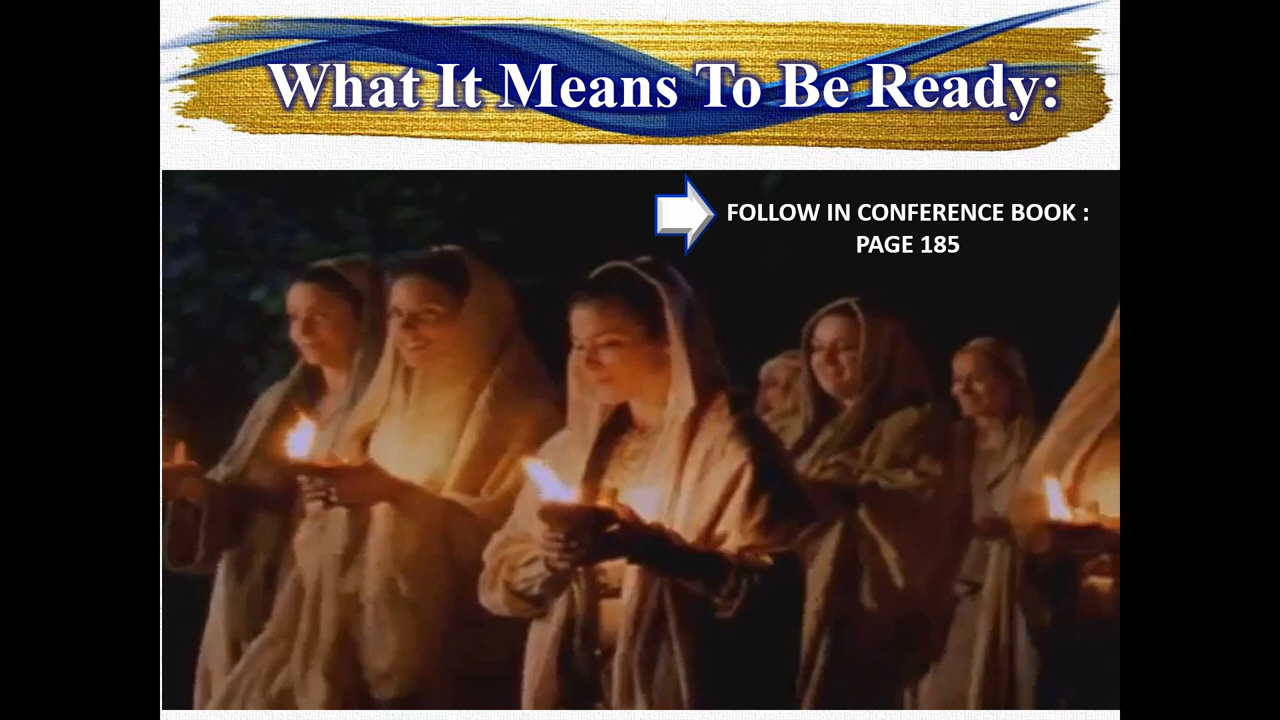 What It Means To Be Ready:
FOLLOW IN CONFERENCE BOOK :
PAGE 185